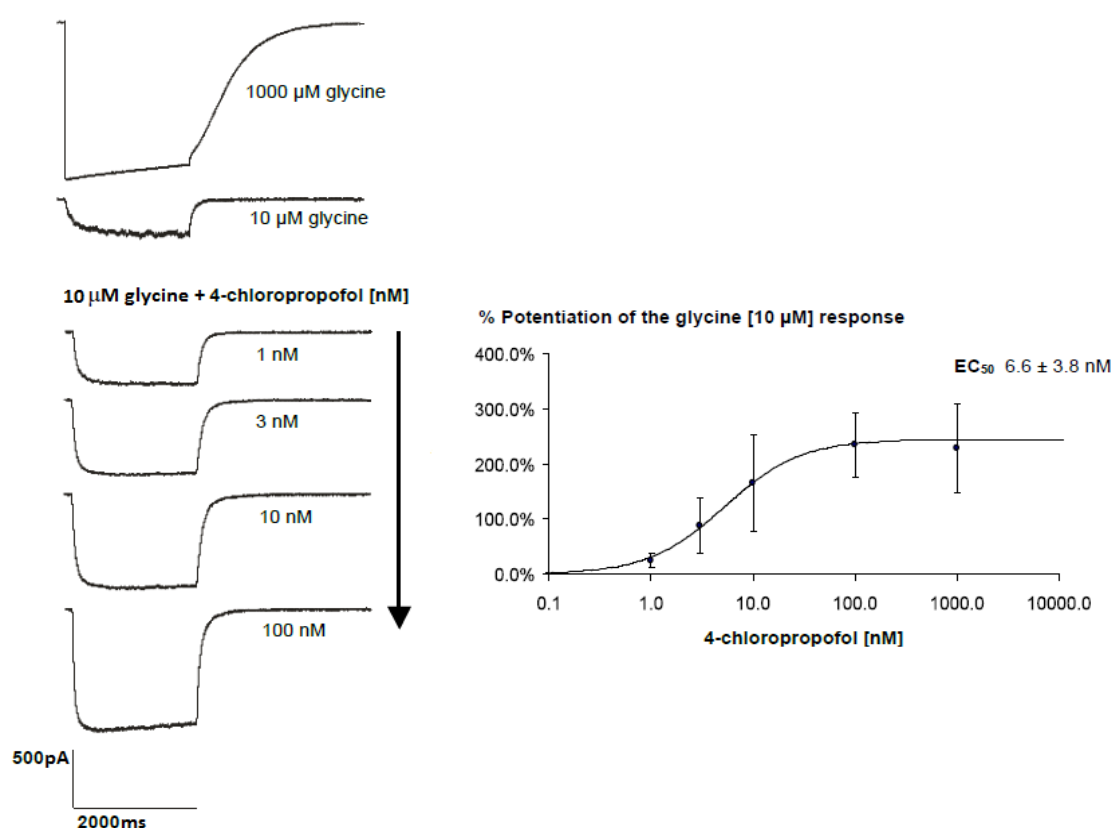 1000 µM glycine
10 µM glycine
10 µM glycine + 4-chloropropofol [nM]
1 nM
3 nM
10 nM
100 nM
500pA
2000ms
% Potentiation of the glycine [10 µM] response
EC50 6.6 ± 3.8 nM
400.0%
300.0%
200.0%
100.0%
0.0%
0.1 1.0 10.0 100.0 1000.0 10000.0
4-chloropropofol [nM]